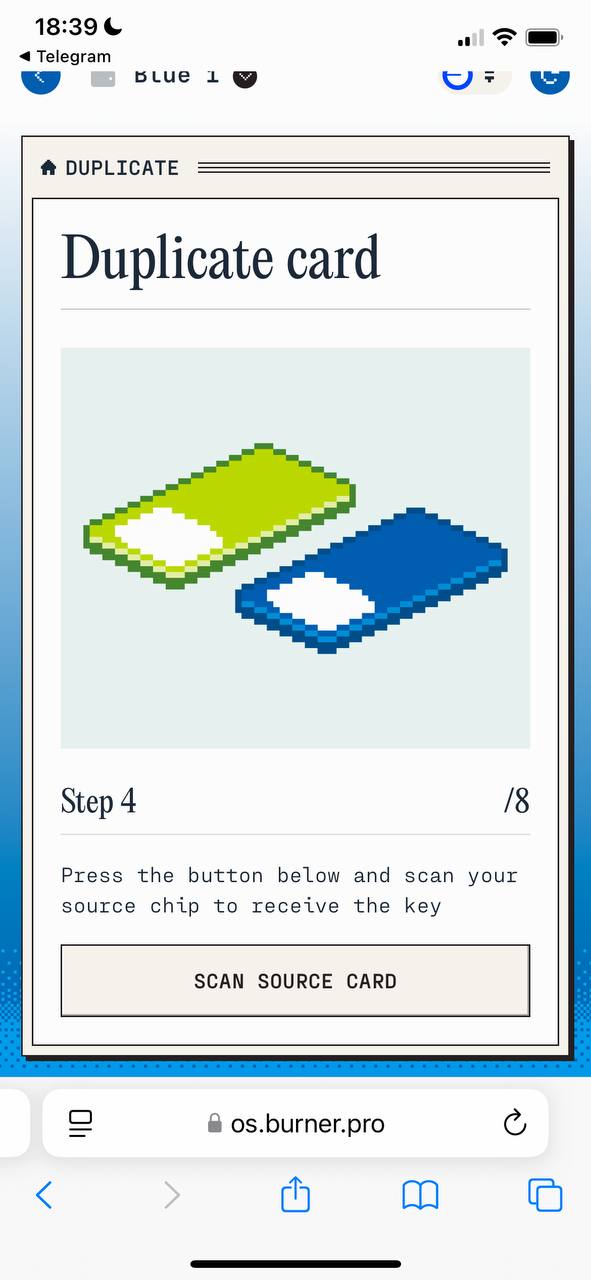 18:39
◀ Telegram
Blue 1
DUPLICATE
Duplicate card
Step 4 /8
Press the button below and scan your
source chip to receive the key
SCAN SOURCE CARD
os.burner.pro